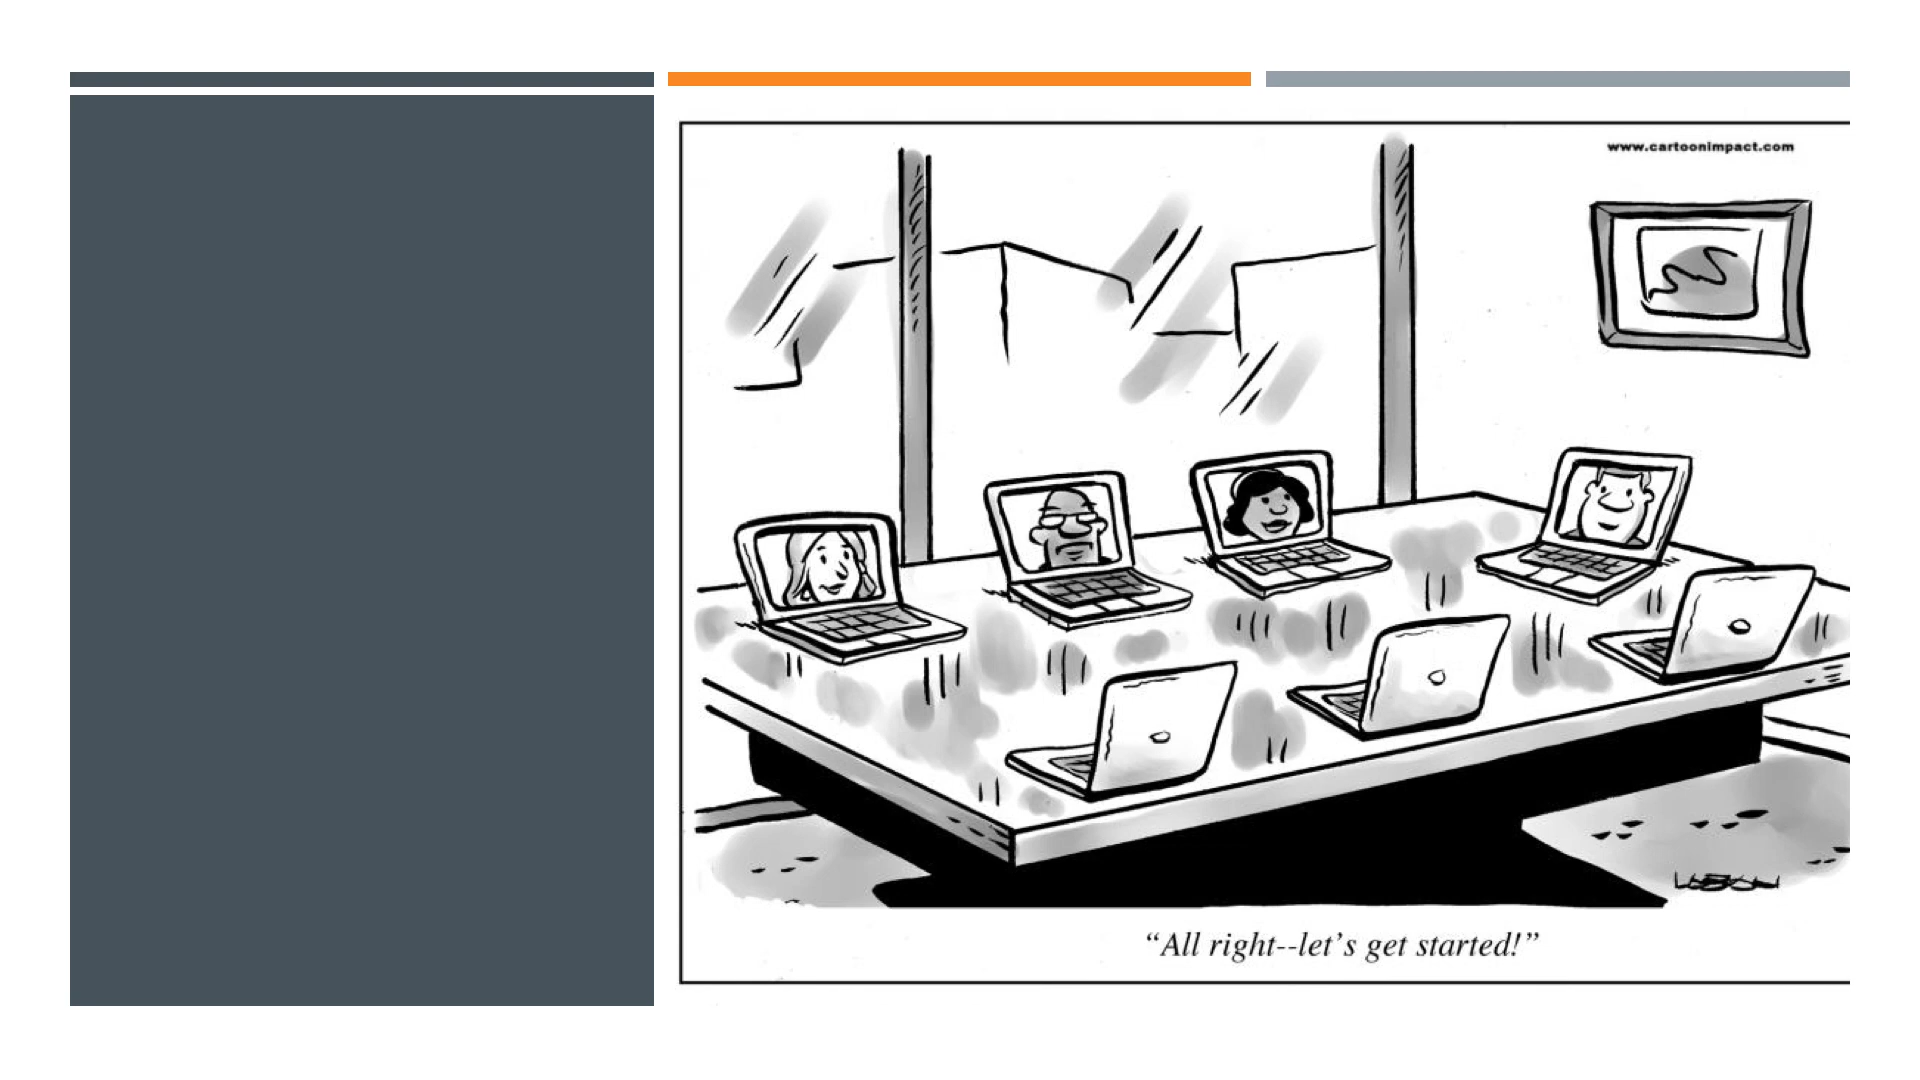 www.cartoonimpact.com
“All right--let’s get started!”